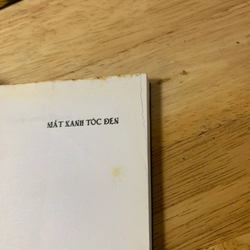 MẮT XANH TÓC ĐEN